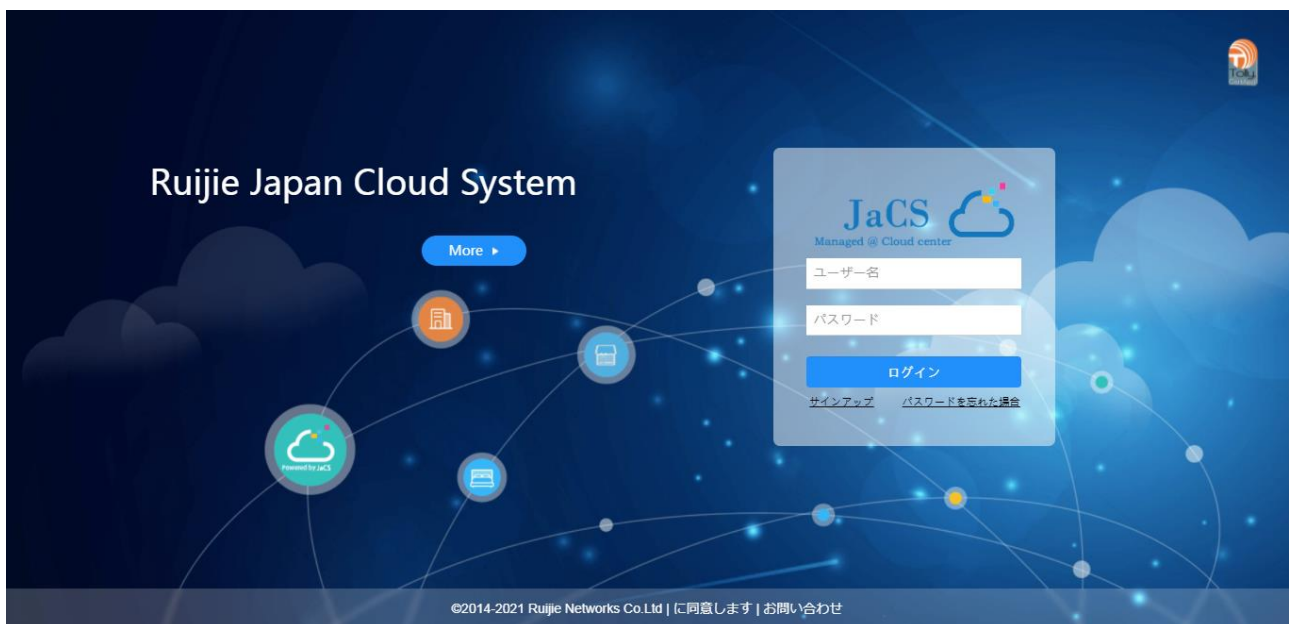 Tolly
Ruijie Japan Cloud System
More
JaCS
Managed @ Cloud center
ユーザー名
パスワード
ログイン
サインアップ パスワードを忘れた場合
Powered by JaCS
©2014-2021 Ruijie Networks Co.Ltd | に同意します | お問い合わせ